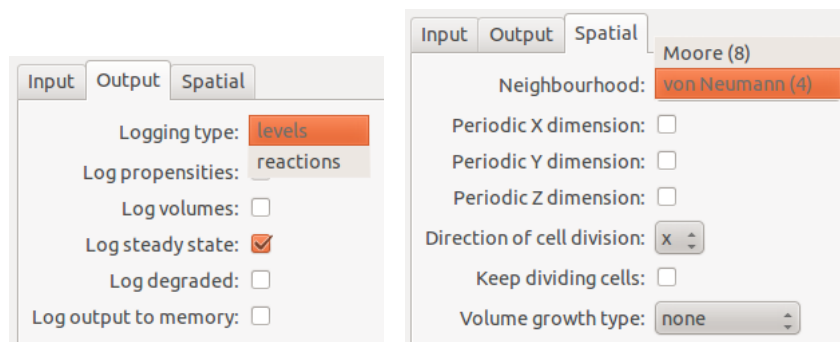 Input Output Spatial
Logging type: levels
reactions
Log propensities:
Log volumes:
Log steady state:
Log degraded:
Log output to memory:
Input Output Spatial
Moore (8)
Neighbourhood: von Neumann (4)
Periodic X dimension:
Periodic Y dimension:
Periodic Z dimension:
Direction of cell division: x
Keep dividing cells:
Volume growth type: none